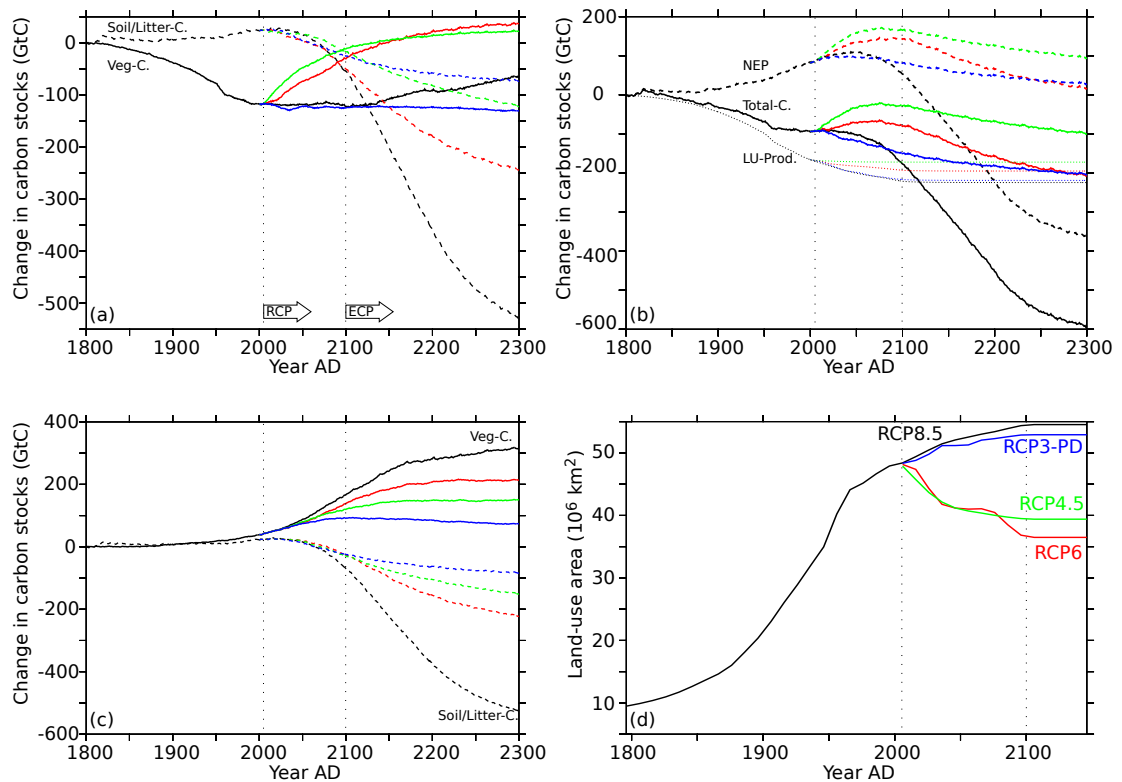 Change in carbon stocks (GtC)
0
-100
-200
-300
-400
-500
Soil/Litter-C.
Veg-C.
RCP
ECP
(a)
1800 1900 2000 2100 2200 2300
Year AD
Change in carbon stocks (GtC)
200
0
-200
-400
-600
NEP
Total-C.
LU-Prod.
(b)
1800 1900 2000 2100 2200 2300
Year AD
Change in carbon stocks (GtC)
400
200
0
-200
-400
-600
Veg-C.
Soil/Litter-C.
(c)
1800 1900 2000 2100 2200 2300
Year AD
Land-use area (10⁶ km²)
50
40
30
20
10
RCP8.5
RCP3-PD
RCP4.5
RCP6
(d)
1800 1900 2000 2100
Year AD